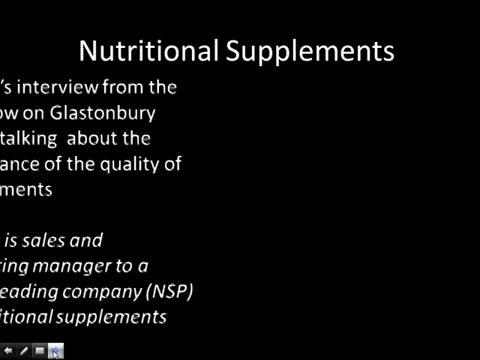 Nutritional Supplements
’s interview from the
ow on Glastonbury
talking about the
ance of the quality of
ments
is sales and
ing manager to a
eading company (NSP)
itional supplements